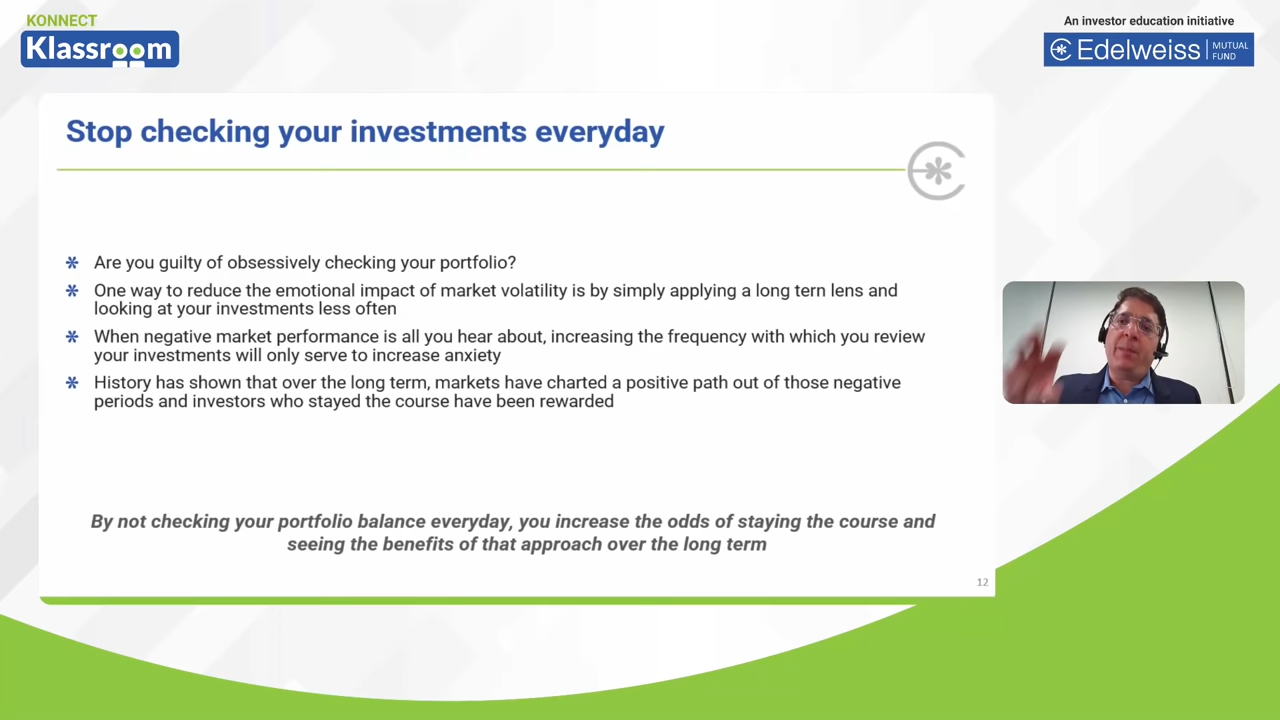 KONNECT
Klassroom
An investor education initiative
Edelweiss
MUTUAL
FUND
Stop checking your investments everyday
Are you guilty of obsessively checking your portfolio?
One way to reduce the emotional impact of market volatility is by simply applying a long tern lens and
looking at your investments less often
When negative market performance is all you hear about, increasing the frequency with which you review
your investments will only serve to increase anxiety
History has shown that over the long term, markets have charted a positive path out of those negative
periods and investors who stayed the course have been rewarded
By not checking your portfolio balance everyday, you increase the odds of staying the course and
seeing the benefits of that approach over the long term
12